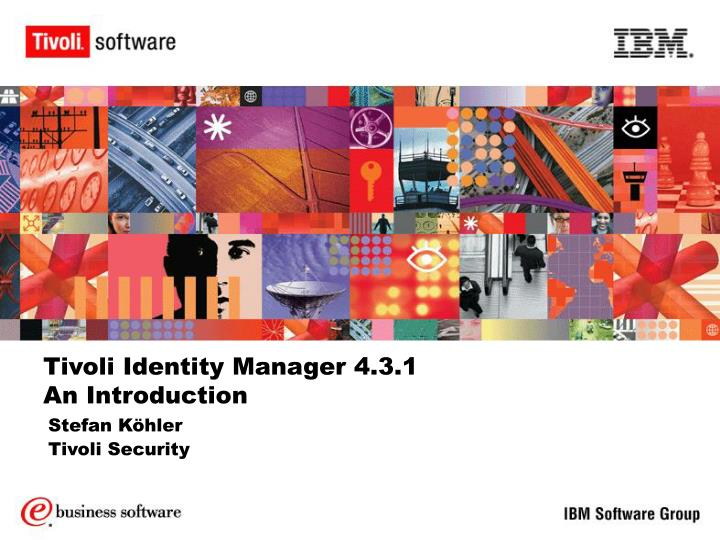 Tivoli. software
IBM.
Tivoli Identity Manager 4.3.1
An Introduction
Stefan Köhler
Tivoli Security
e business software
IBM Software Group